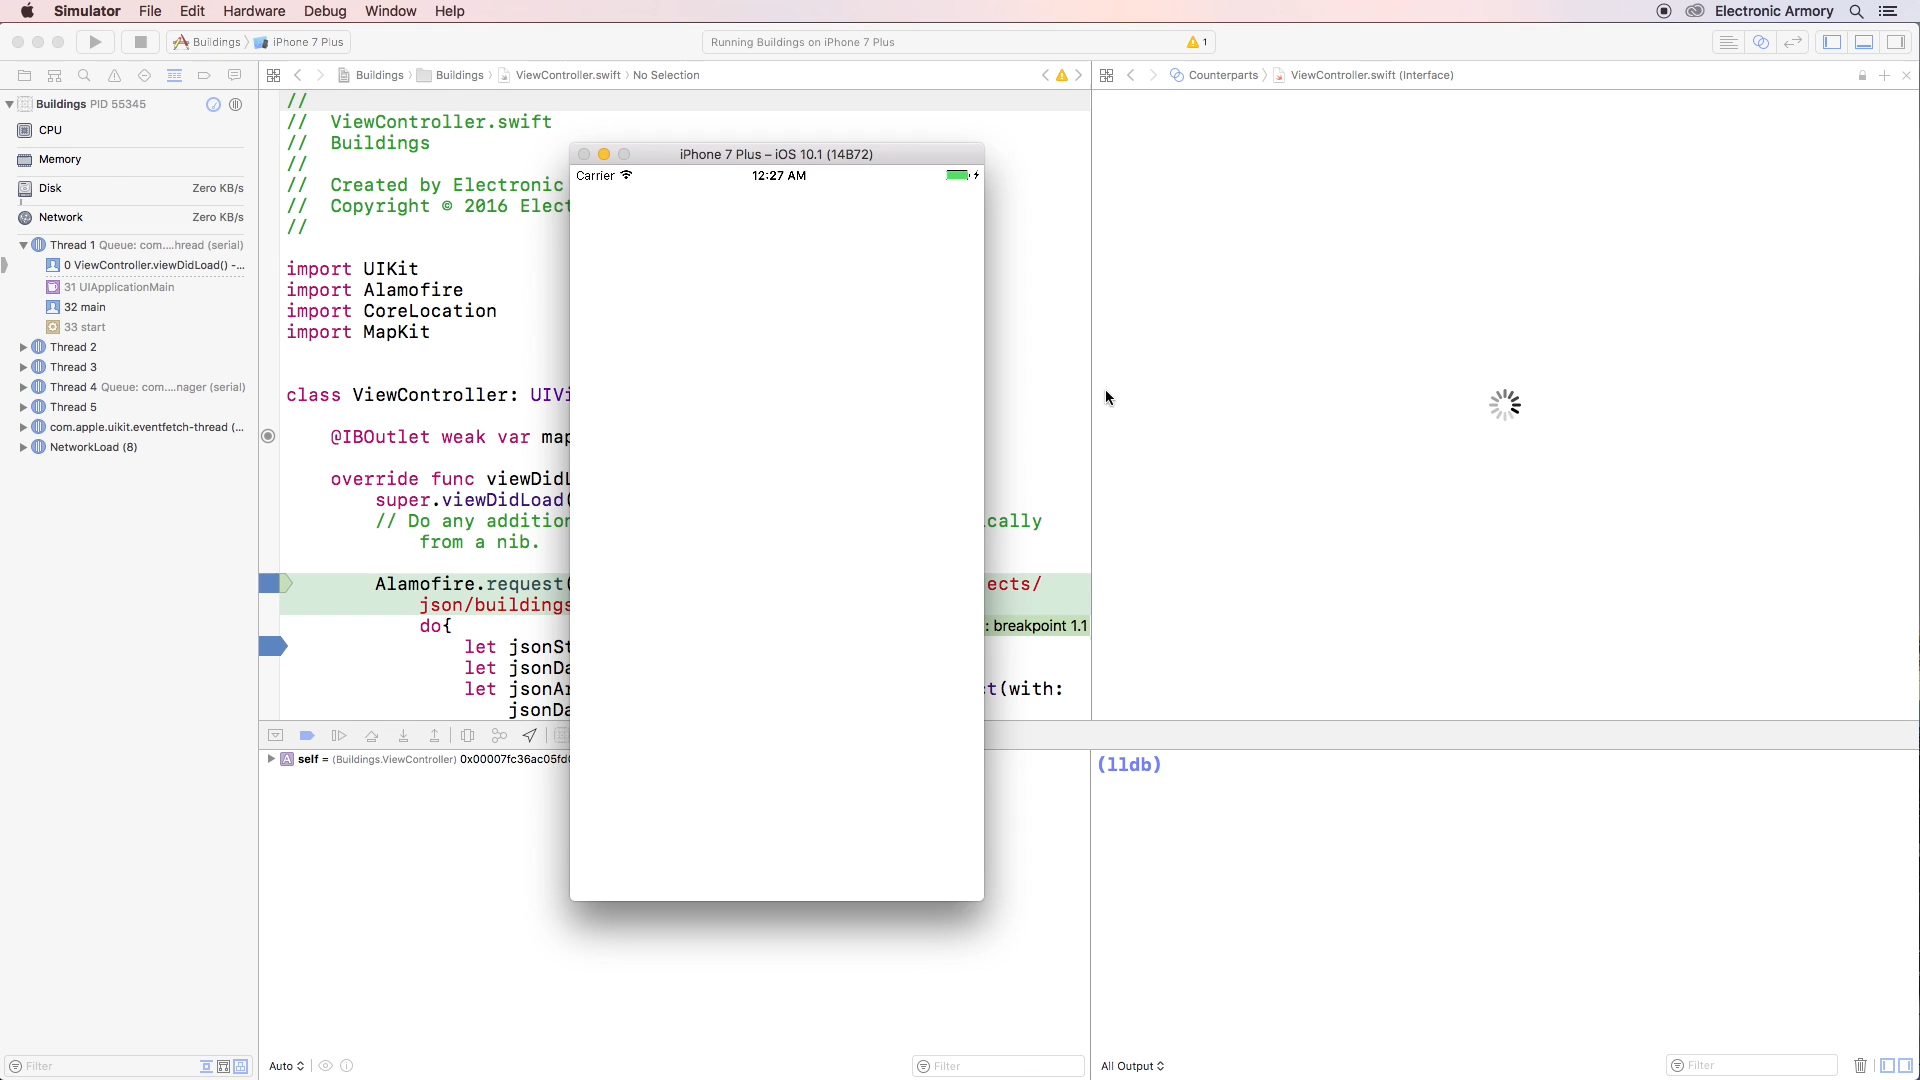 Simulator File Edit Hardware Debug Window Help Electronic Armory
Buildings iPhone 7 Plus Running Buildings on iPhone 7 Plus 1
Buildings Buildings ViewController.swift No Selection Counterparts ViewController.swift (Interface)
Buildings PID 55345
CPU
Memory
Disk Zero KB/s
Network Zero KB/s
Thread 1 Queue: com....hread (serial)
0 ViewController.viewDidLoad() -...
31 UIApplicationMain
32 main
33 start
Thread 2
Thread 3
Thread 4 Queue: com....nager (serial)
Thread 5
com.apple.uikit.eventfetch-thread (...
NetworkLoad (8)
Filter
//
// ViewController.swift
// Buildings
//
// Created by Electronic
// Copyright © 2016 Elect
//
import UIKit
import Alamofire
import CoreLocation
import MapKit
class ViewController: UIVi
@IBOutlet weak var map
override func viewDidL
super.viewDidLoad(
// Do any addition cally
from a nib.
Alamofire.request( ects/
json/buildings
do{ : breakpoint 1.1
let jsonSt
let jsonDa
let jsonAr t(with:
jsonDa
iPhone 7 Plus – iOS 10.1 (14B72)
Carrier 12:27 AM
self = (Buildings.ViewController) 0x00007fc36ac05fd
(lldb)
Auto Filter
All Output Filter